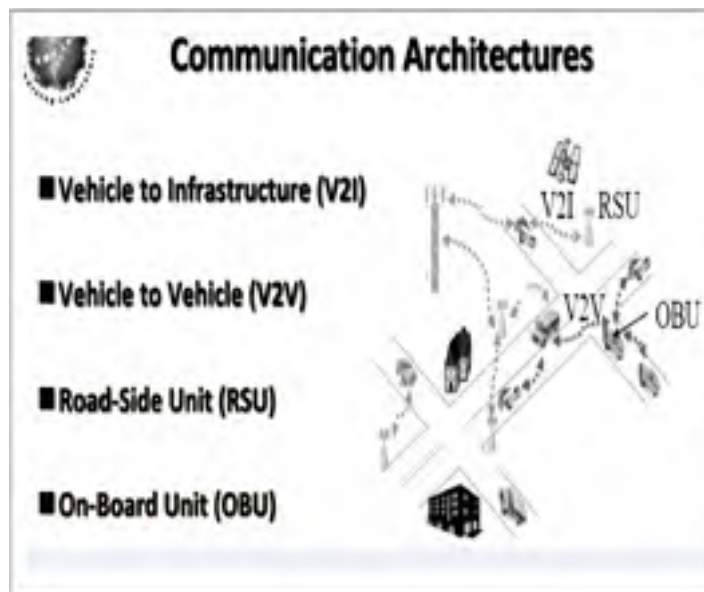 Communication Architectures
■ Vehicle to Infrastructure (V2I)
■ Vehicle to Vehicle (V2V)
■ Road-Side Unit (RSU)
■ On-Board Unit (OBU)
V2I RSU
V2V OBU